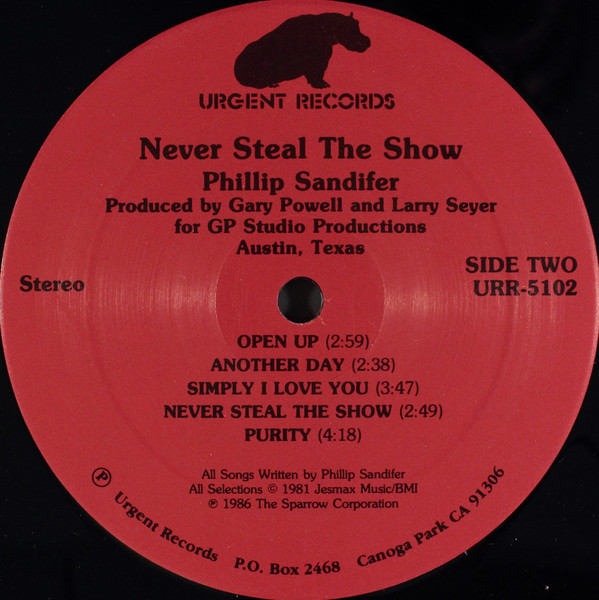 URGENT RECORDS
Never Steal The Show
Phillip Sandifer
Produced by Gary Powell and Larry Seyer
for GP Studio Productions
Austin, Texas
Stereo
SIDE TWO
URR-5102
OPEN UP (2:59)
ANOTHER DAY (2:38)
SIMPLY I LOVE YOU (3:47)
NEVER STEAL THE SHOW (2:49)
PURITY (4:18)
All Songs Written by Phillip Sandifer
All Selections © 1981 Jesmax Music/BMI
℗ 1986 The Sparrow Corporation
℗ Urgent Records P.O. Box 2468 Canoga Park CA 91306